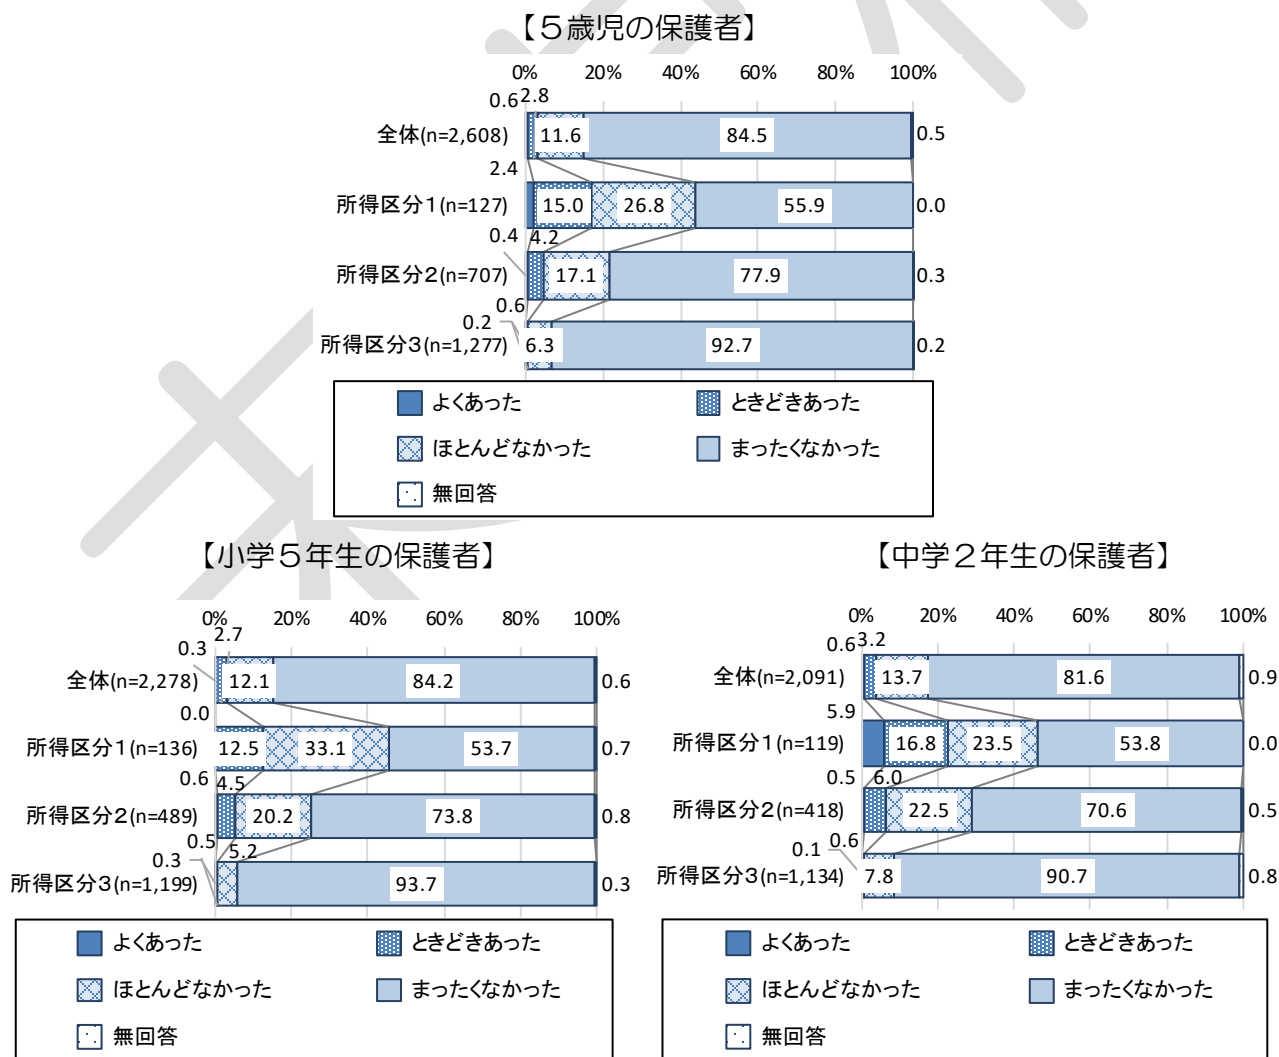 【５歳児の保護者】
0% 20% 40% 60% 80% 100%
0.6 2.8
全体(n=2,608) 11.6 84.5 0.5
2.4
所得区分１(n=127) 15.0 26.8 55.9 0.0
0.4 4.2
所得区分２(n=707) 17.1 77.9 0.3
0.6
0.2
所得区分3(n=1,277) 6.3 92.7 0.2
よくあった ときどきあった
ほとんどなかった まったくなかった
無回答
【小学５年生の保護者】
0% 20% 40% 60% 80% 100%
0.3 2.7
全体(n=2,278) 12.1 84.2 0.6
0.0
所得区分１(n=136) 12.5 33.1 53.7 0.7
0.6 4.5
所得区分２(n=489) 20.2 73.8 0.8
0.5 5.2
0.3
所得区分3(n=1,199) 93.7 0.3
よくあった ときどきあった
ほとんどなかった まったくなかった
無回答
【中学２年生の保護者】
0% 20% 40% 60% 80% 100%
0.6 3.2
全体(n=2,091) 13.7 81.6 0.9
5.9
所得区分１(n=119) 16.8 23.5 53.8 0.0
0.5 6.0
所得区分２(n=418) 22.5 70.6 0.5
0.6
0.1
所得区分3(n=1,134) 7.8 90.7 0.8
よくあった ときどきあった
ほとんどなかった まったくなかった
無回答